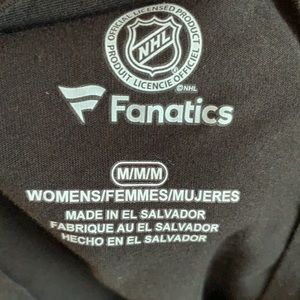 OFFICIAL LICENSED PRODUCT
NHL
PRODUIT LICENCIÉ OFFICIEL
©NHL
Fanatics
M/M/M
WOMENS/FEMMES/MUJERES
MADE IN EL SALVADOR
FABRIQUE AU EL SALVADOR
HECHO EN EL SALVADOR